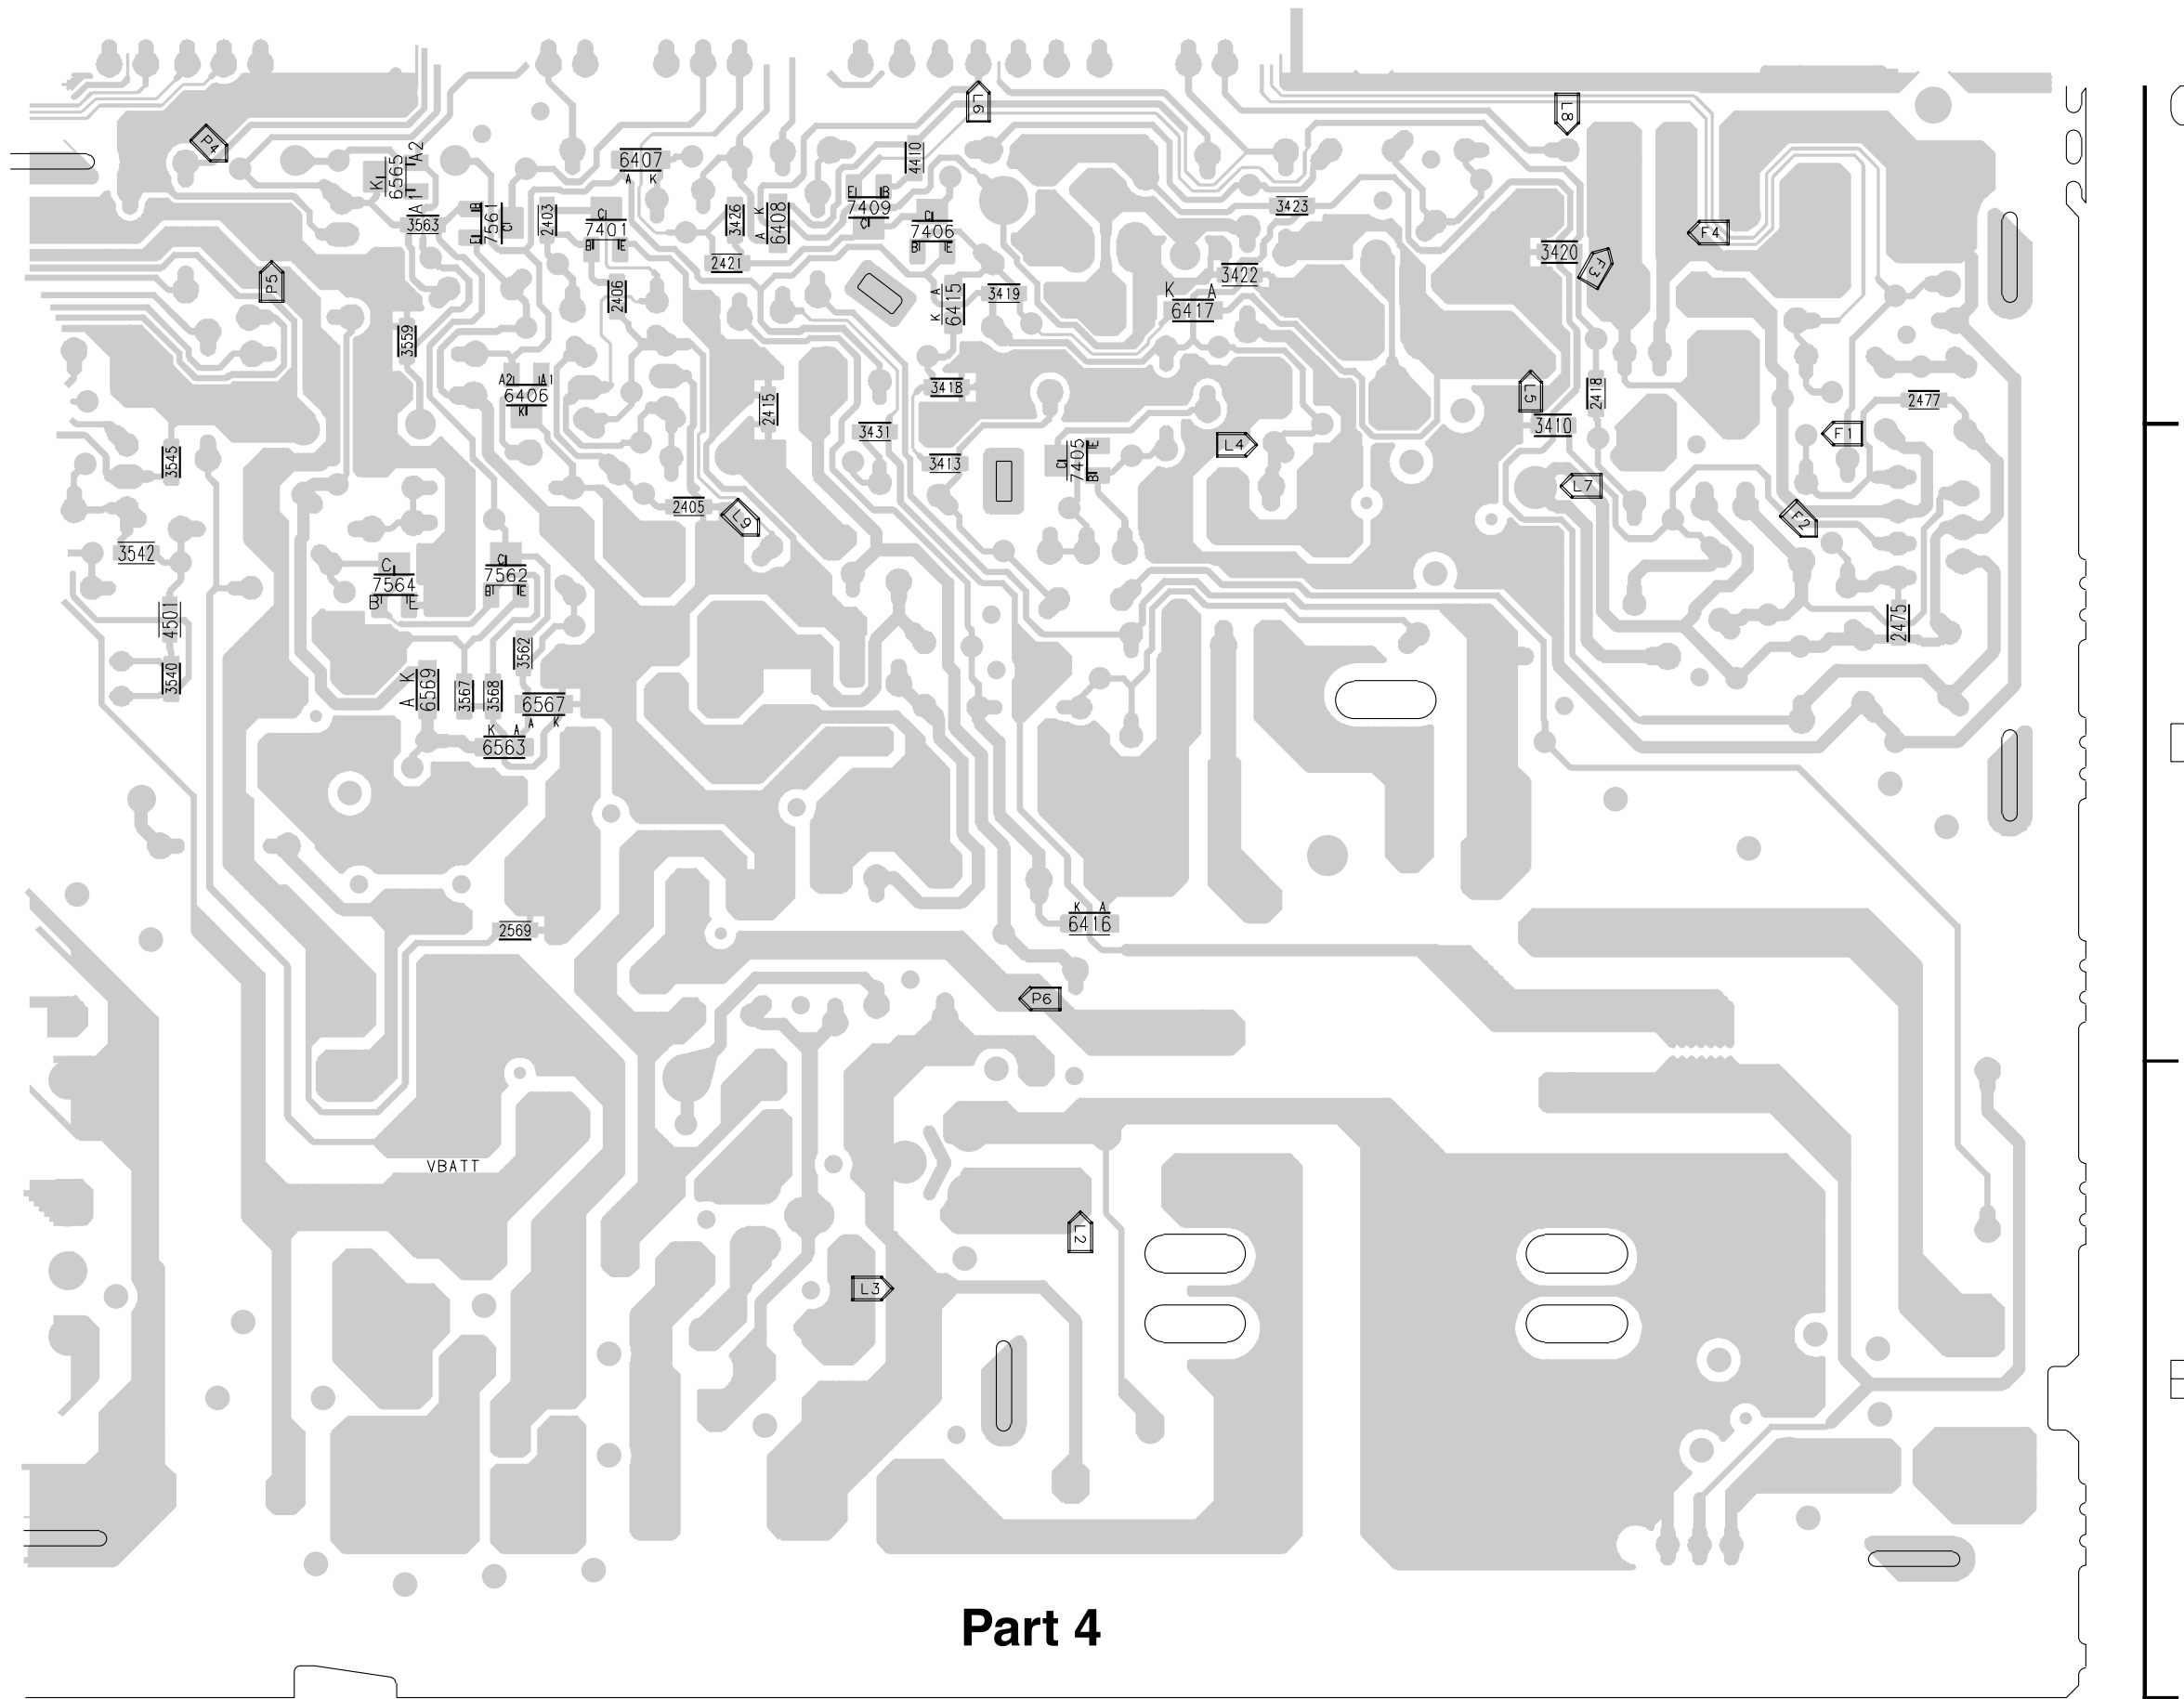 L6
L8
P4
A2
6565
K
A1
6407
A K
4410
E B
7409
C
3563
B
7561
E C
2403
C
7401
B E
3426
K
6408
A
C
7406
B E
3423
F4
2421
3420
3422
F3
P5
2406
A
6415
K
3419
K A
6417
3559
A2 A1
6406
K
3418
L5
2418
2477
2415
3431
3410
F1
3545
3413
C
7405
E
B
L4
L7
2405
L9
F2
3542
C
7564
B E
C
7562
B E
4501
2475
3562
3540
K
6569
A
3567
3568
6567
A K
K A
6563
2569
K A
6416
P6
VBATT
L2
L3
Part 4